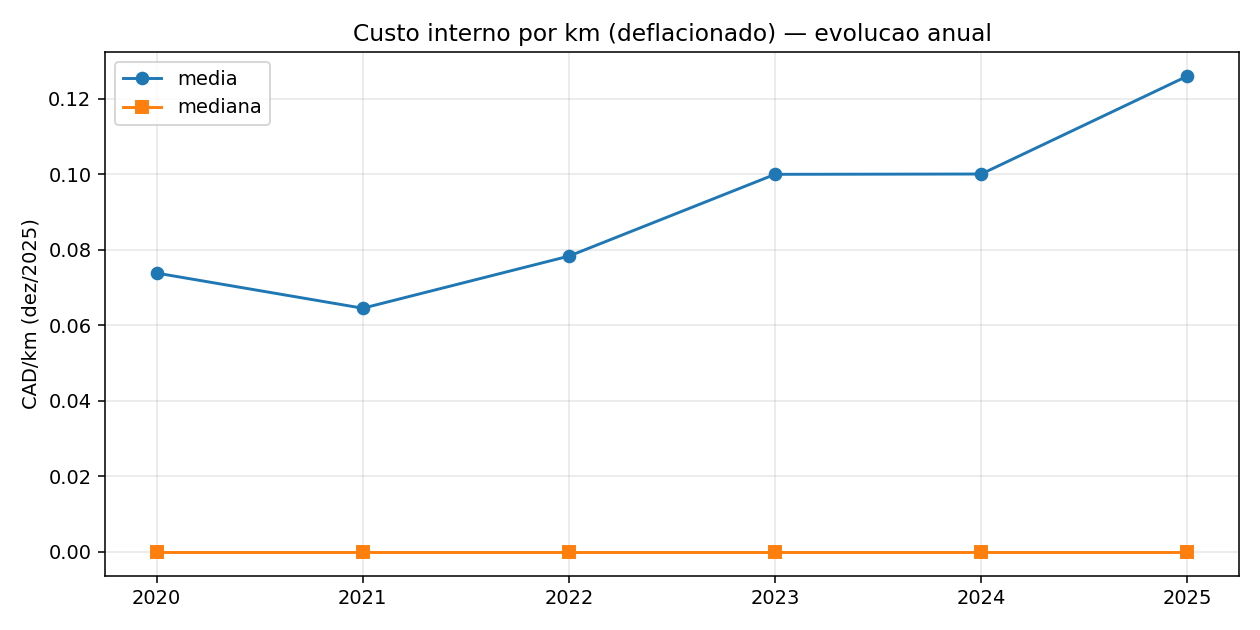 Custo interno por km (deflacionado) — evolucao anual
media
mediana
CAD/km (dez/2025)
0.12
0.10
0.08
0.06
0.04
0.02
0.00
2020 2021 2022 2023 2024 2025